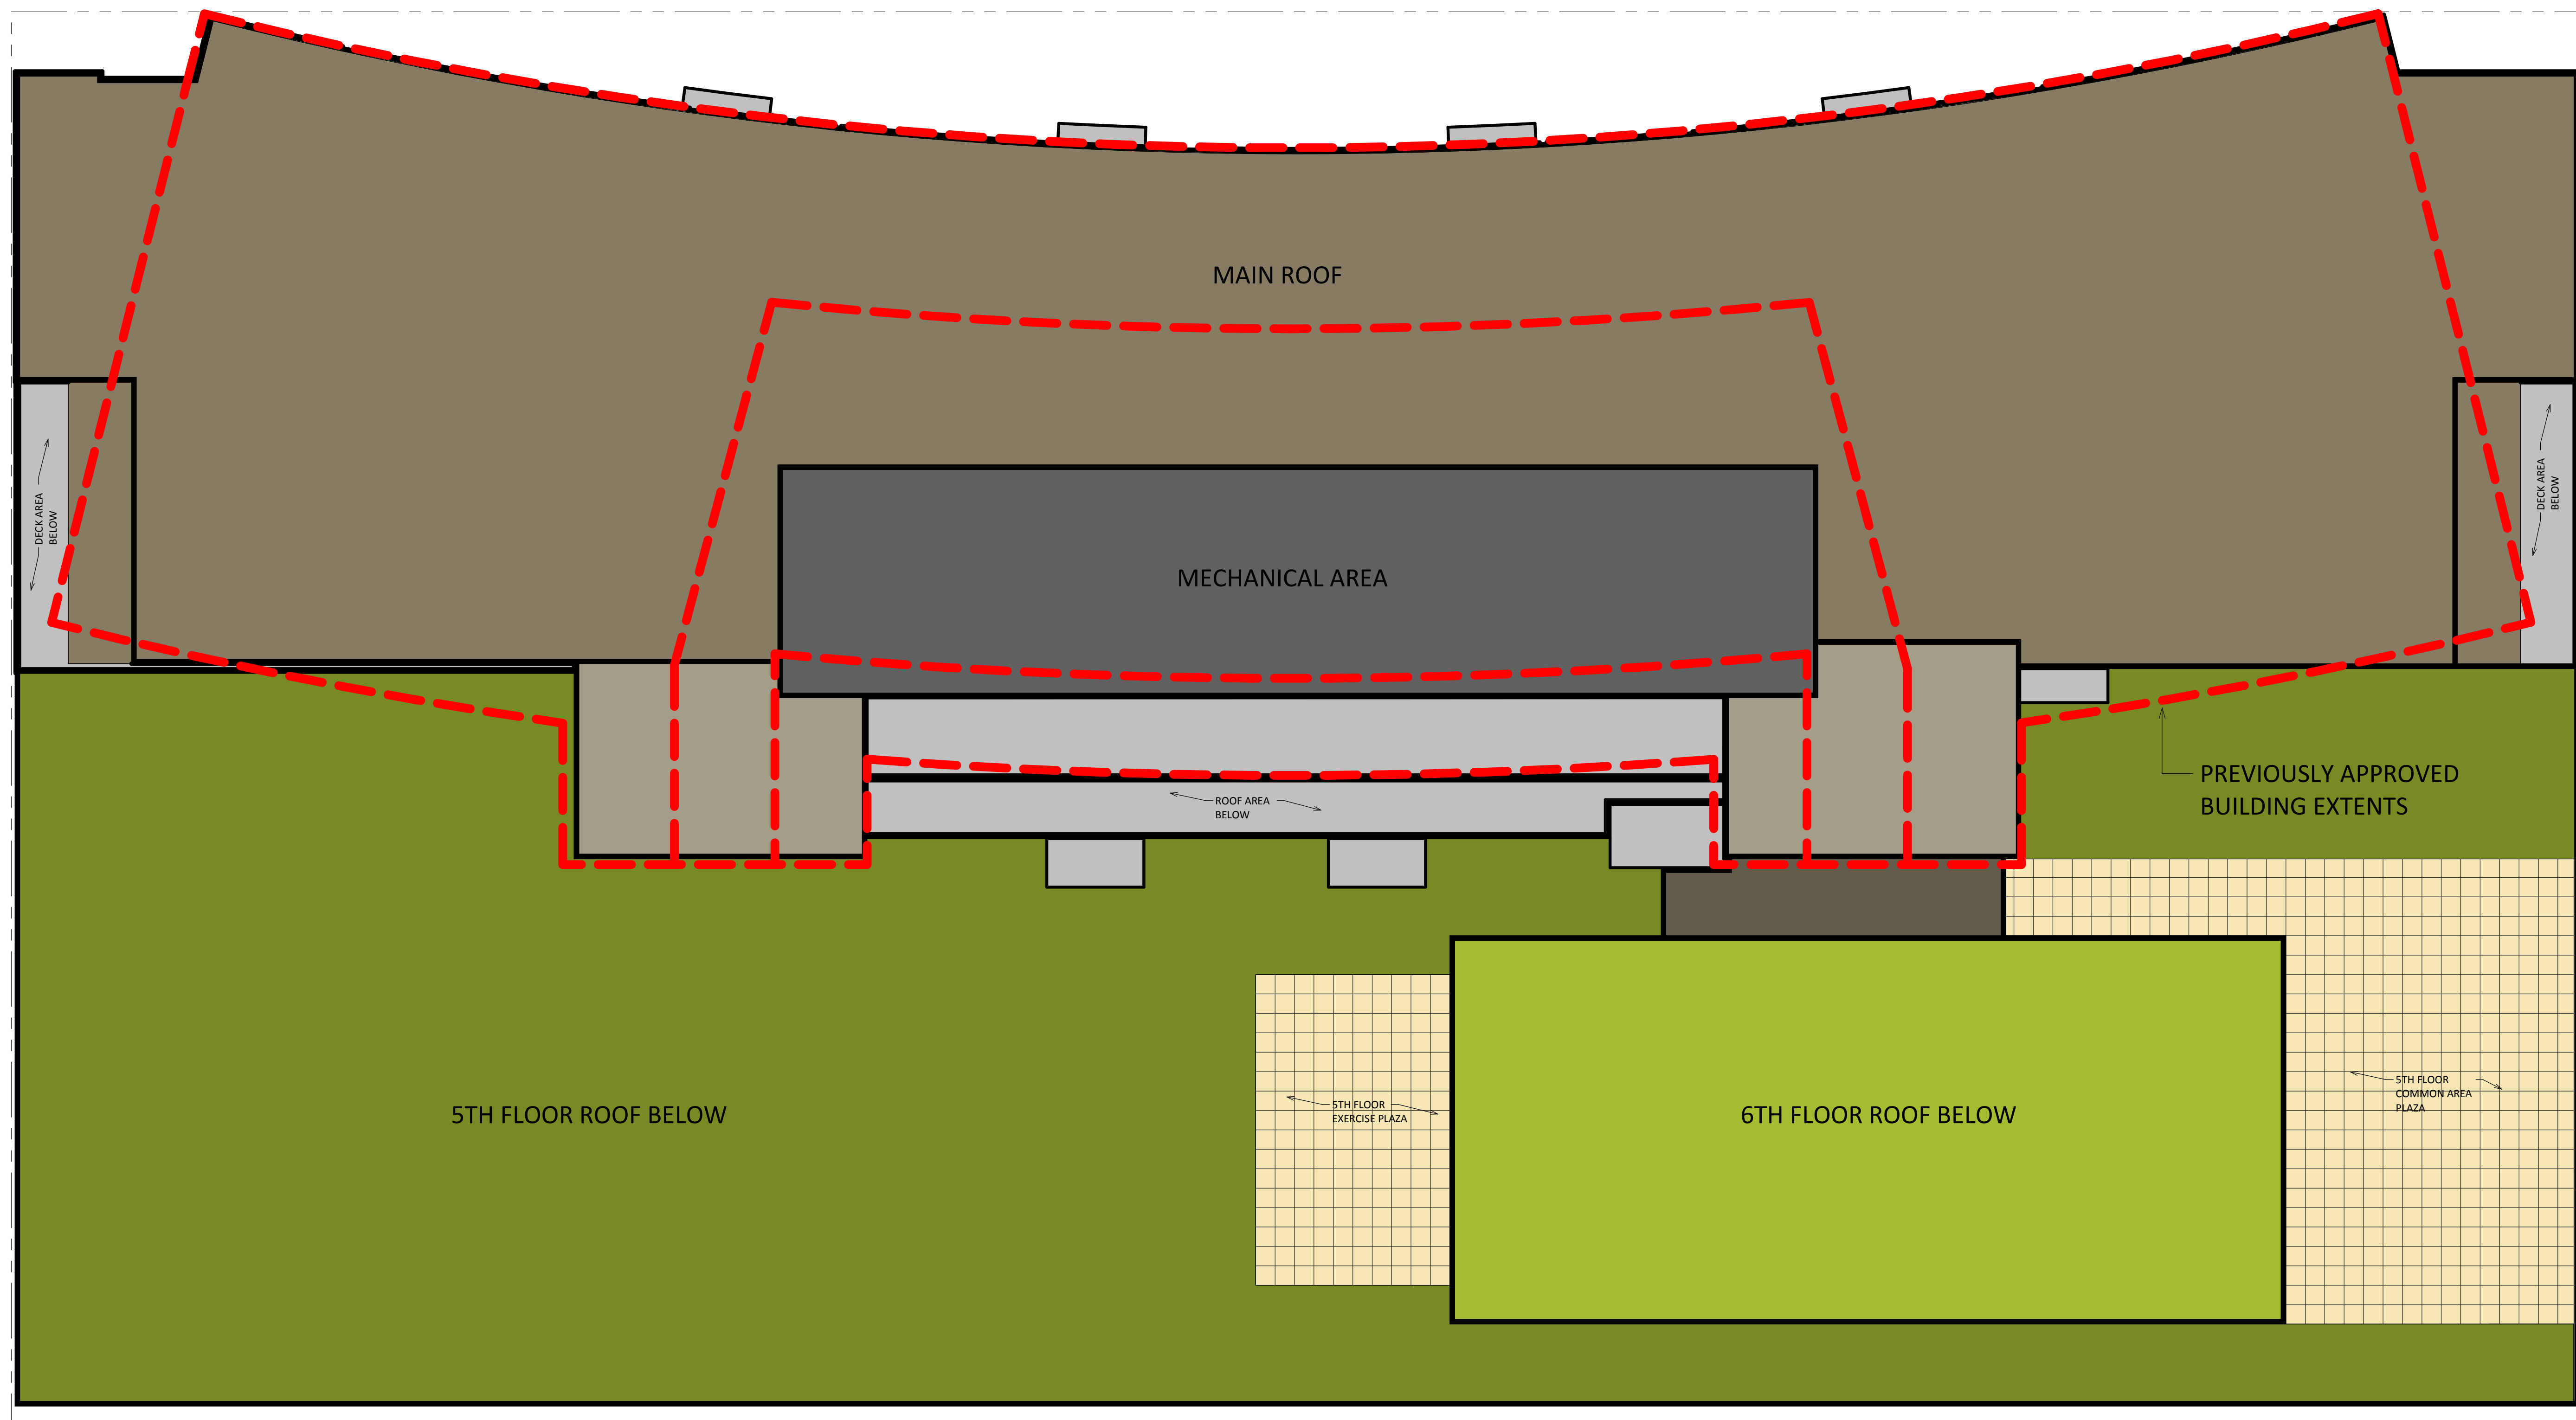 MAIN ROOF
DECK AREA
BELOW
DECK AREA
BELOW
MECHANICAL AREA
PREVIOUSLY APPROVED
BUILDING EXTENTS
ROOF AREA
BELOW
5TH FLOOR ROOF BELOW
5TH FLOOR
EXERCISE PLAZA
6TH FLOOR ROOF BELOW
5TH FLOOR
COMMON AREA
PLAZA